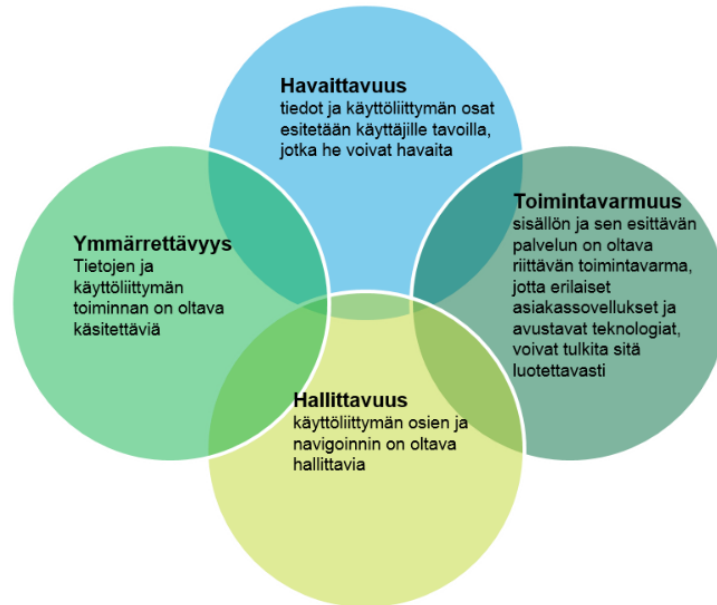 Havaittavuus
tiedot ja käyttöliittymän osat
esitetään käyttäjille tavoilla,
jotka he voivat havaita
Toimintavarmuus
sisällön ja sen esittävän
palvelun on oltava
riittävän toimintavarma,
jotta erilaiset
asiakassovellukset ja
avustavat teknologiat,
voivat tulkita sitä
luotettavasti
Ymmärrettävyys
Tietojen ja
käyttöliittymän
toiminnan on oltava
käsitettäviä
Hallittavuus
käyttöliittymän osien ja
navigoinnin on oltava
hallittavia